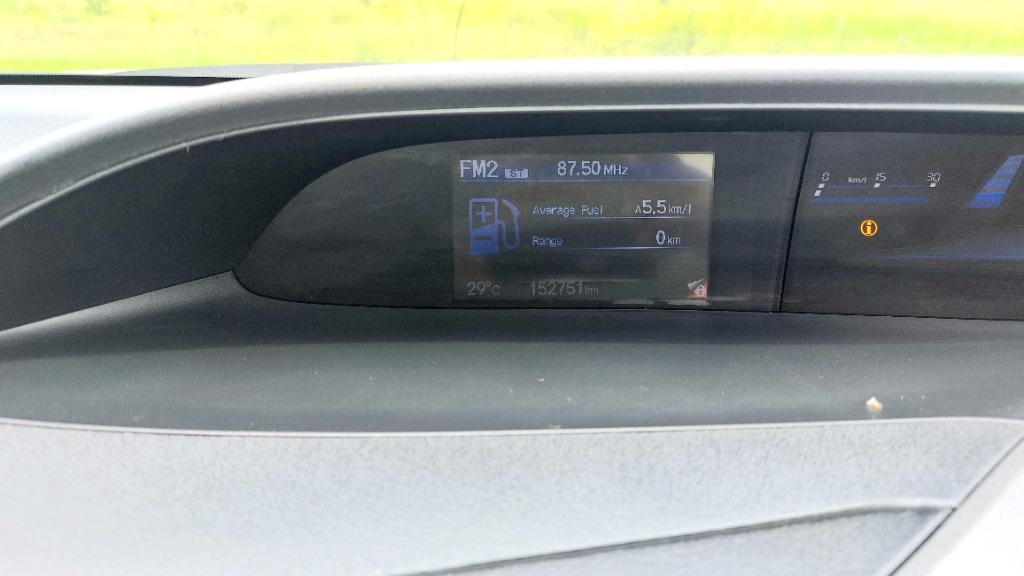 FM2 ST 87.50 MHz
Average Fuel A5.5 km/l
Range 0 km
29°C 152751 km
0 km/l 15 30
i